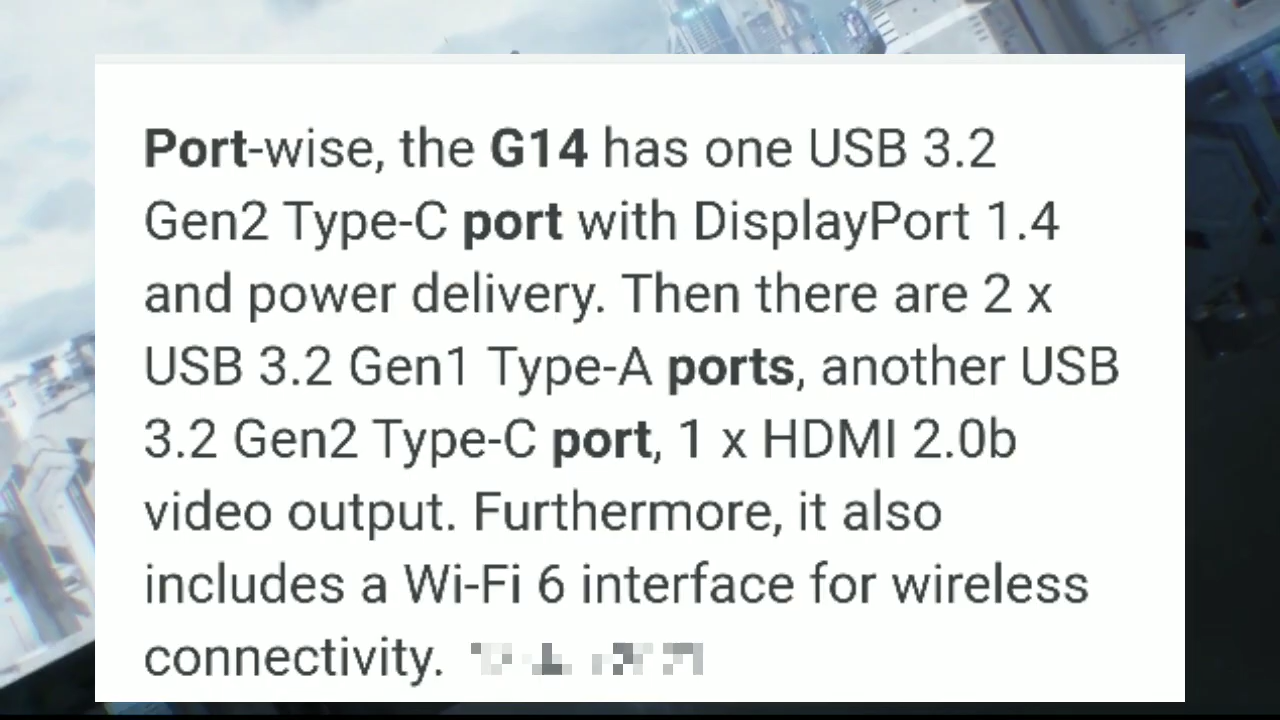 Port-wise, the G14 has one USB 3.2
Gen2 Type-C port with DisplayPort 1.4
and power delivery. Then there are 2 x
USB 3.2 Gen1 Type-A ports, another USB
3.2 Gen2 Type-C port, 1 x HDMI 2.0b
video output. Furthermore, it also
includes a Wi-Fi 6 interface for wireless
connectivity.